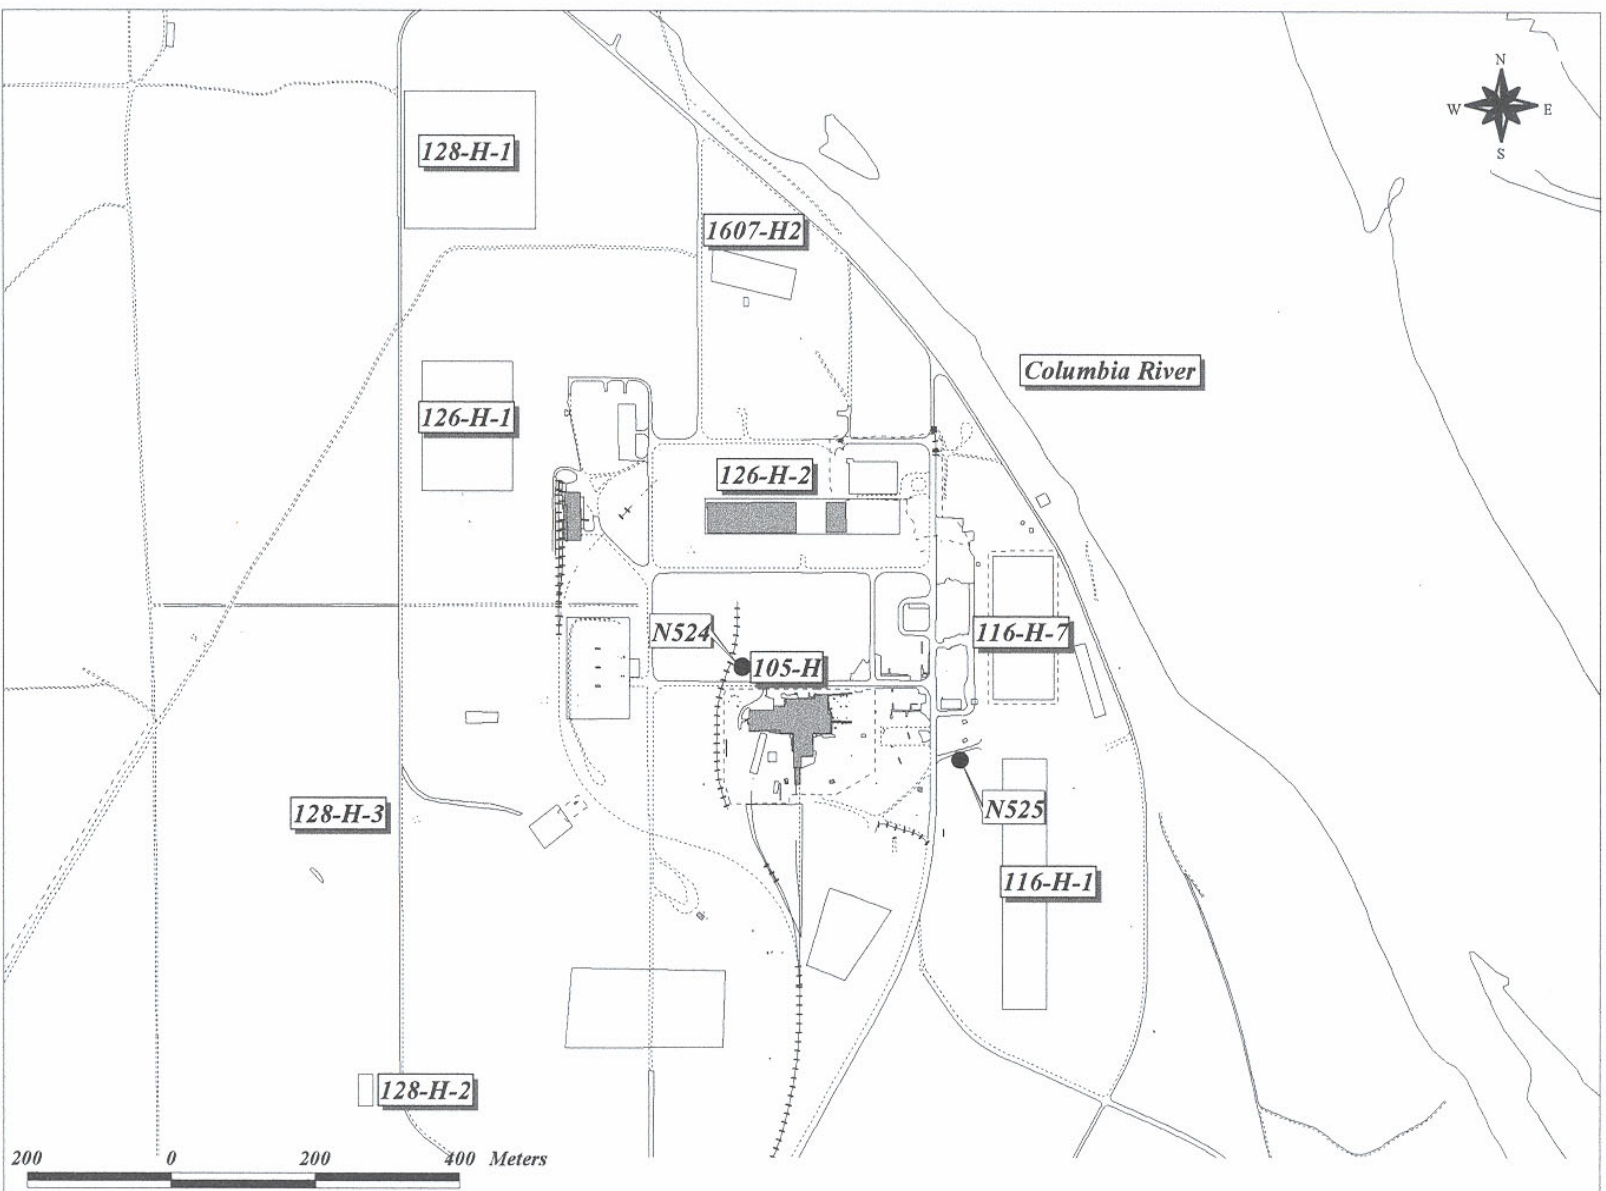 N
W E
S
128-H-1
1607-H2
Columbia River
126-H-1
126-H-2
N524
116-H-7
105-H
128-H-3
N525
116-H-1
128-H-2
200 0 200 400 Meters